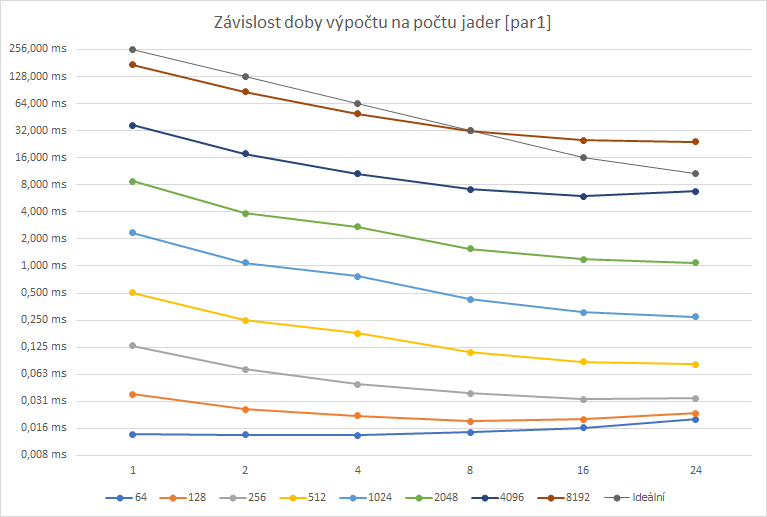 Závislost doby výpočtu na počtu jader [par1]
256,000 ms
128,000 ms
64,000 ms
32,000 ms
16,000 ms
8,000 ms
4,000 ms
2,000 ms
1,000 ms
0,500 ms
0,250 ms
0,125 ms
0,063 ms
0,031 ms
0,016 ms
0,008 ms
1 2 4 8 16 24
64 128 256 512 1024 2048 4096 8192 Ideální